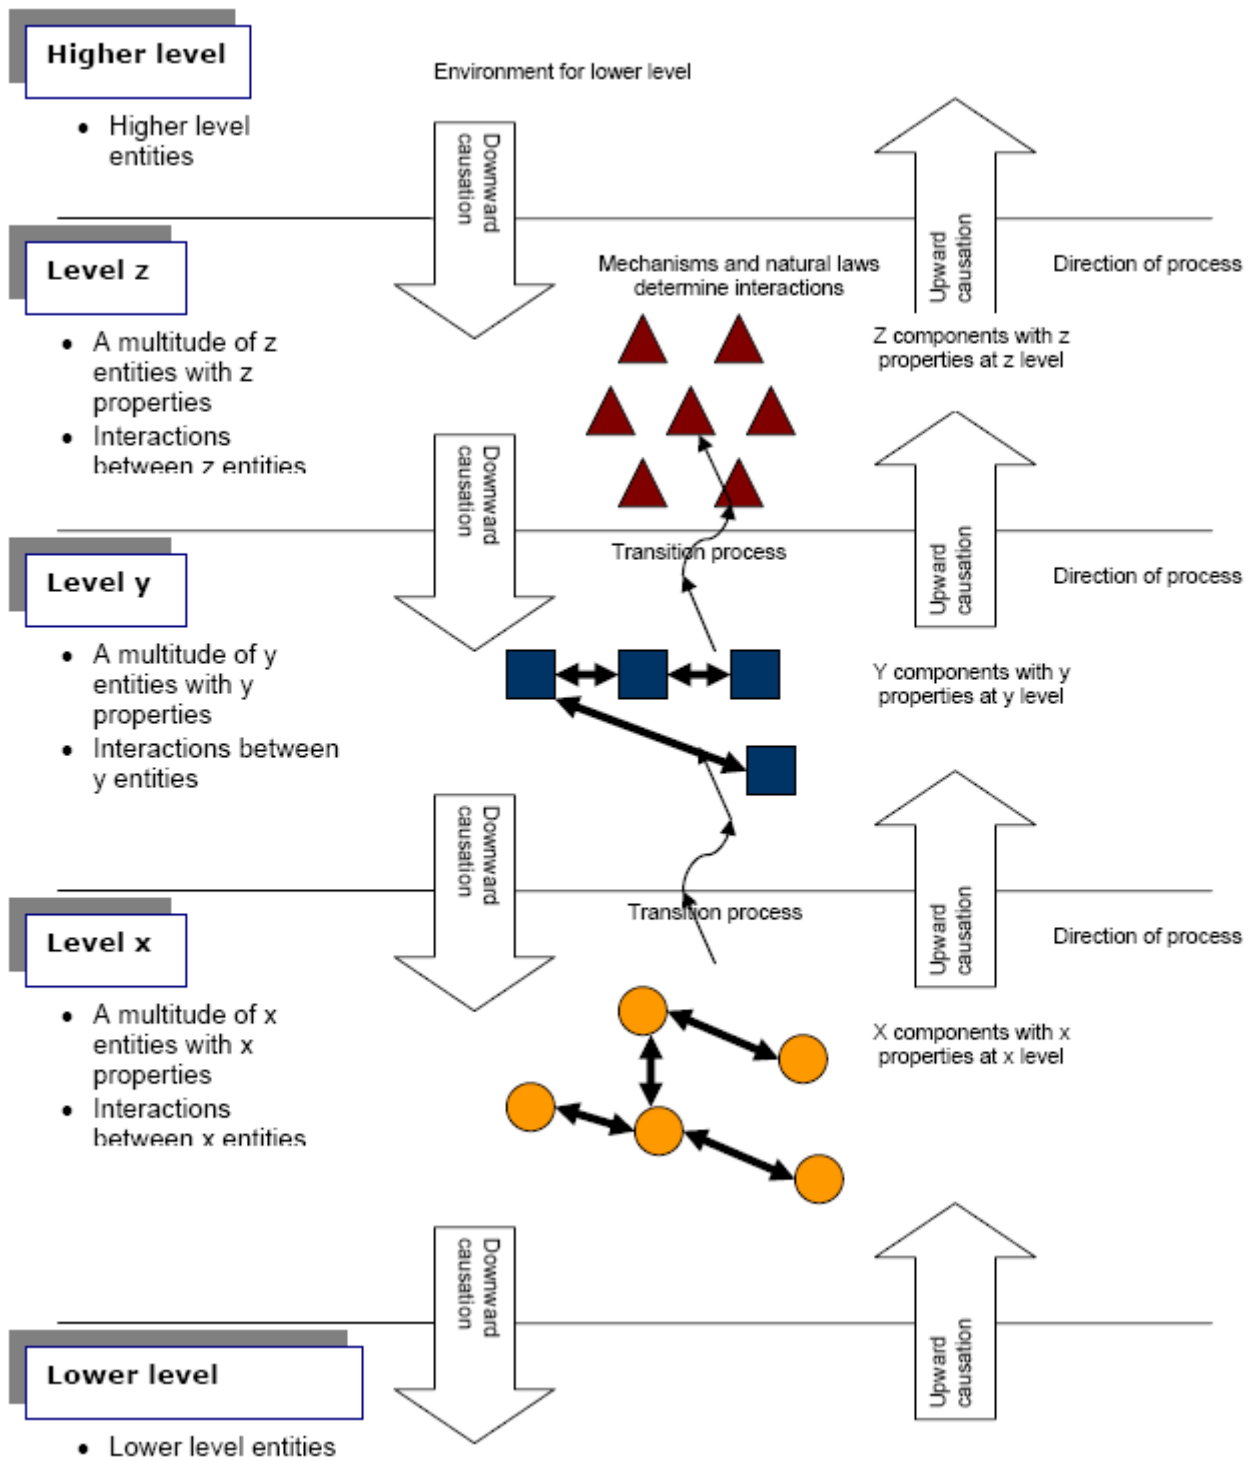 Higher level
Environment for lower level
• Higher level
entities
Downward
causation
Upward
causation
Level z
Mechanisms and natural laws
determine interactions
Direction of process
• A multitude of z
entities with z
properties
• Interactions
between z entities
Z components with z
properties at z level
Downward
causation
Upward
causation
Level y
Transition process
Direction of process
• A multitude of y
entities with y
properties
• Interactions between
y entities
Y components with y
properties at y level
Downward
causation
Upward
causation
Level x
Transition process
Direction of process
• A multitude of x
entities with x
properties
• Interactions
between x entities
X components with x
properties at x level
Downward
causation
Upward
causation
Lower level
• Lower level entities